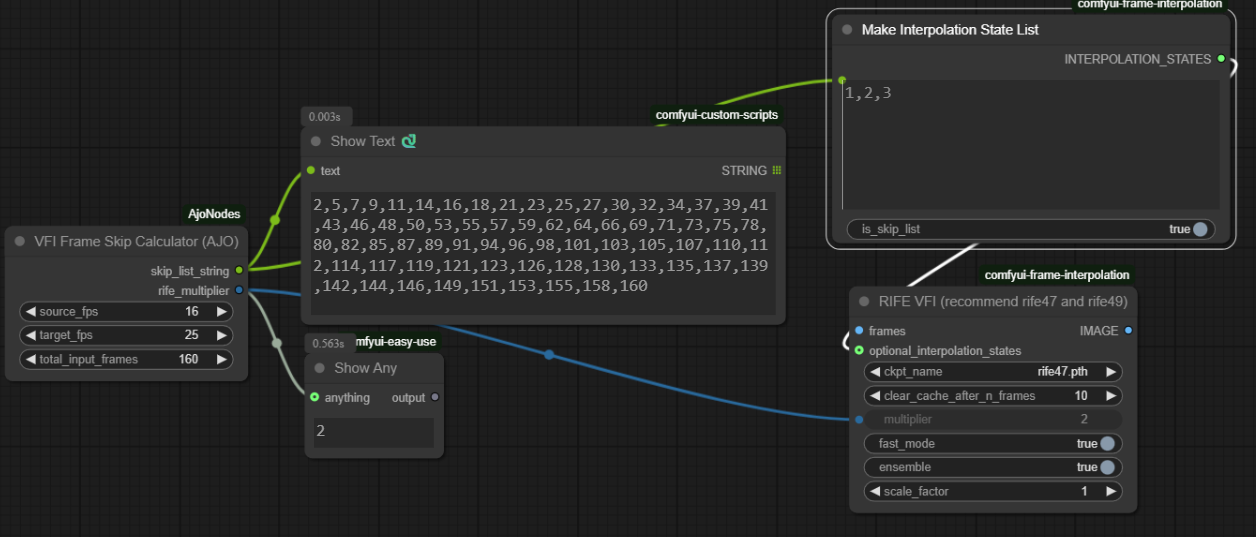 comfyui-frame-interpolation
Make Interpolation State List
INTERPOLATION_STATES
1,2,3
is_skip_list true
0.003s
comfyui-custom-scripts
Show Text
text STRING
2,5,7,9,11,14,16,18,21,23,25,27,30,32,34,37,39,41
,43,46,48,50,53,55,57,59,62,64,66,69,71,73,75,78,
80,82,85,87,89,91,94,96,98,101,103,105,107,110,11
2,114,117,119,121,123,126,128,130,133,135,137,139
,142,144,146,149,151,153,155,158,160
AjoNodes
VFI Frame Skip Calculator (AJO)
skip_list_string
rife_multiplier
source_fps 16
target_fps 25
total_input_frames 160
0.563s
mfyui-easy-use
Show Any
anything output
2
comfyui-frame-interpolation
RIFE VFI (recommend rife47 and rife49)
frames IMAGE
optional_interpolation_states
ckpt_name rife47.pth
clear_cache_after_n_frames 10
multiplier 2
fast_mode true
ensemble true
scale_factor 1